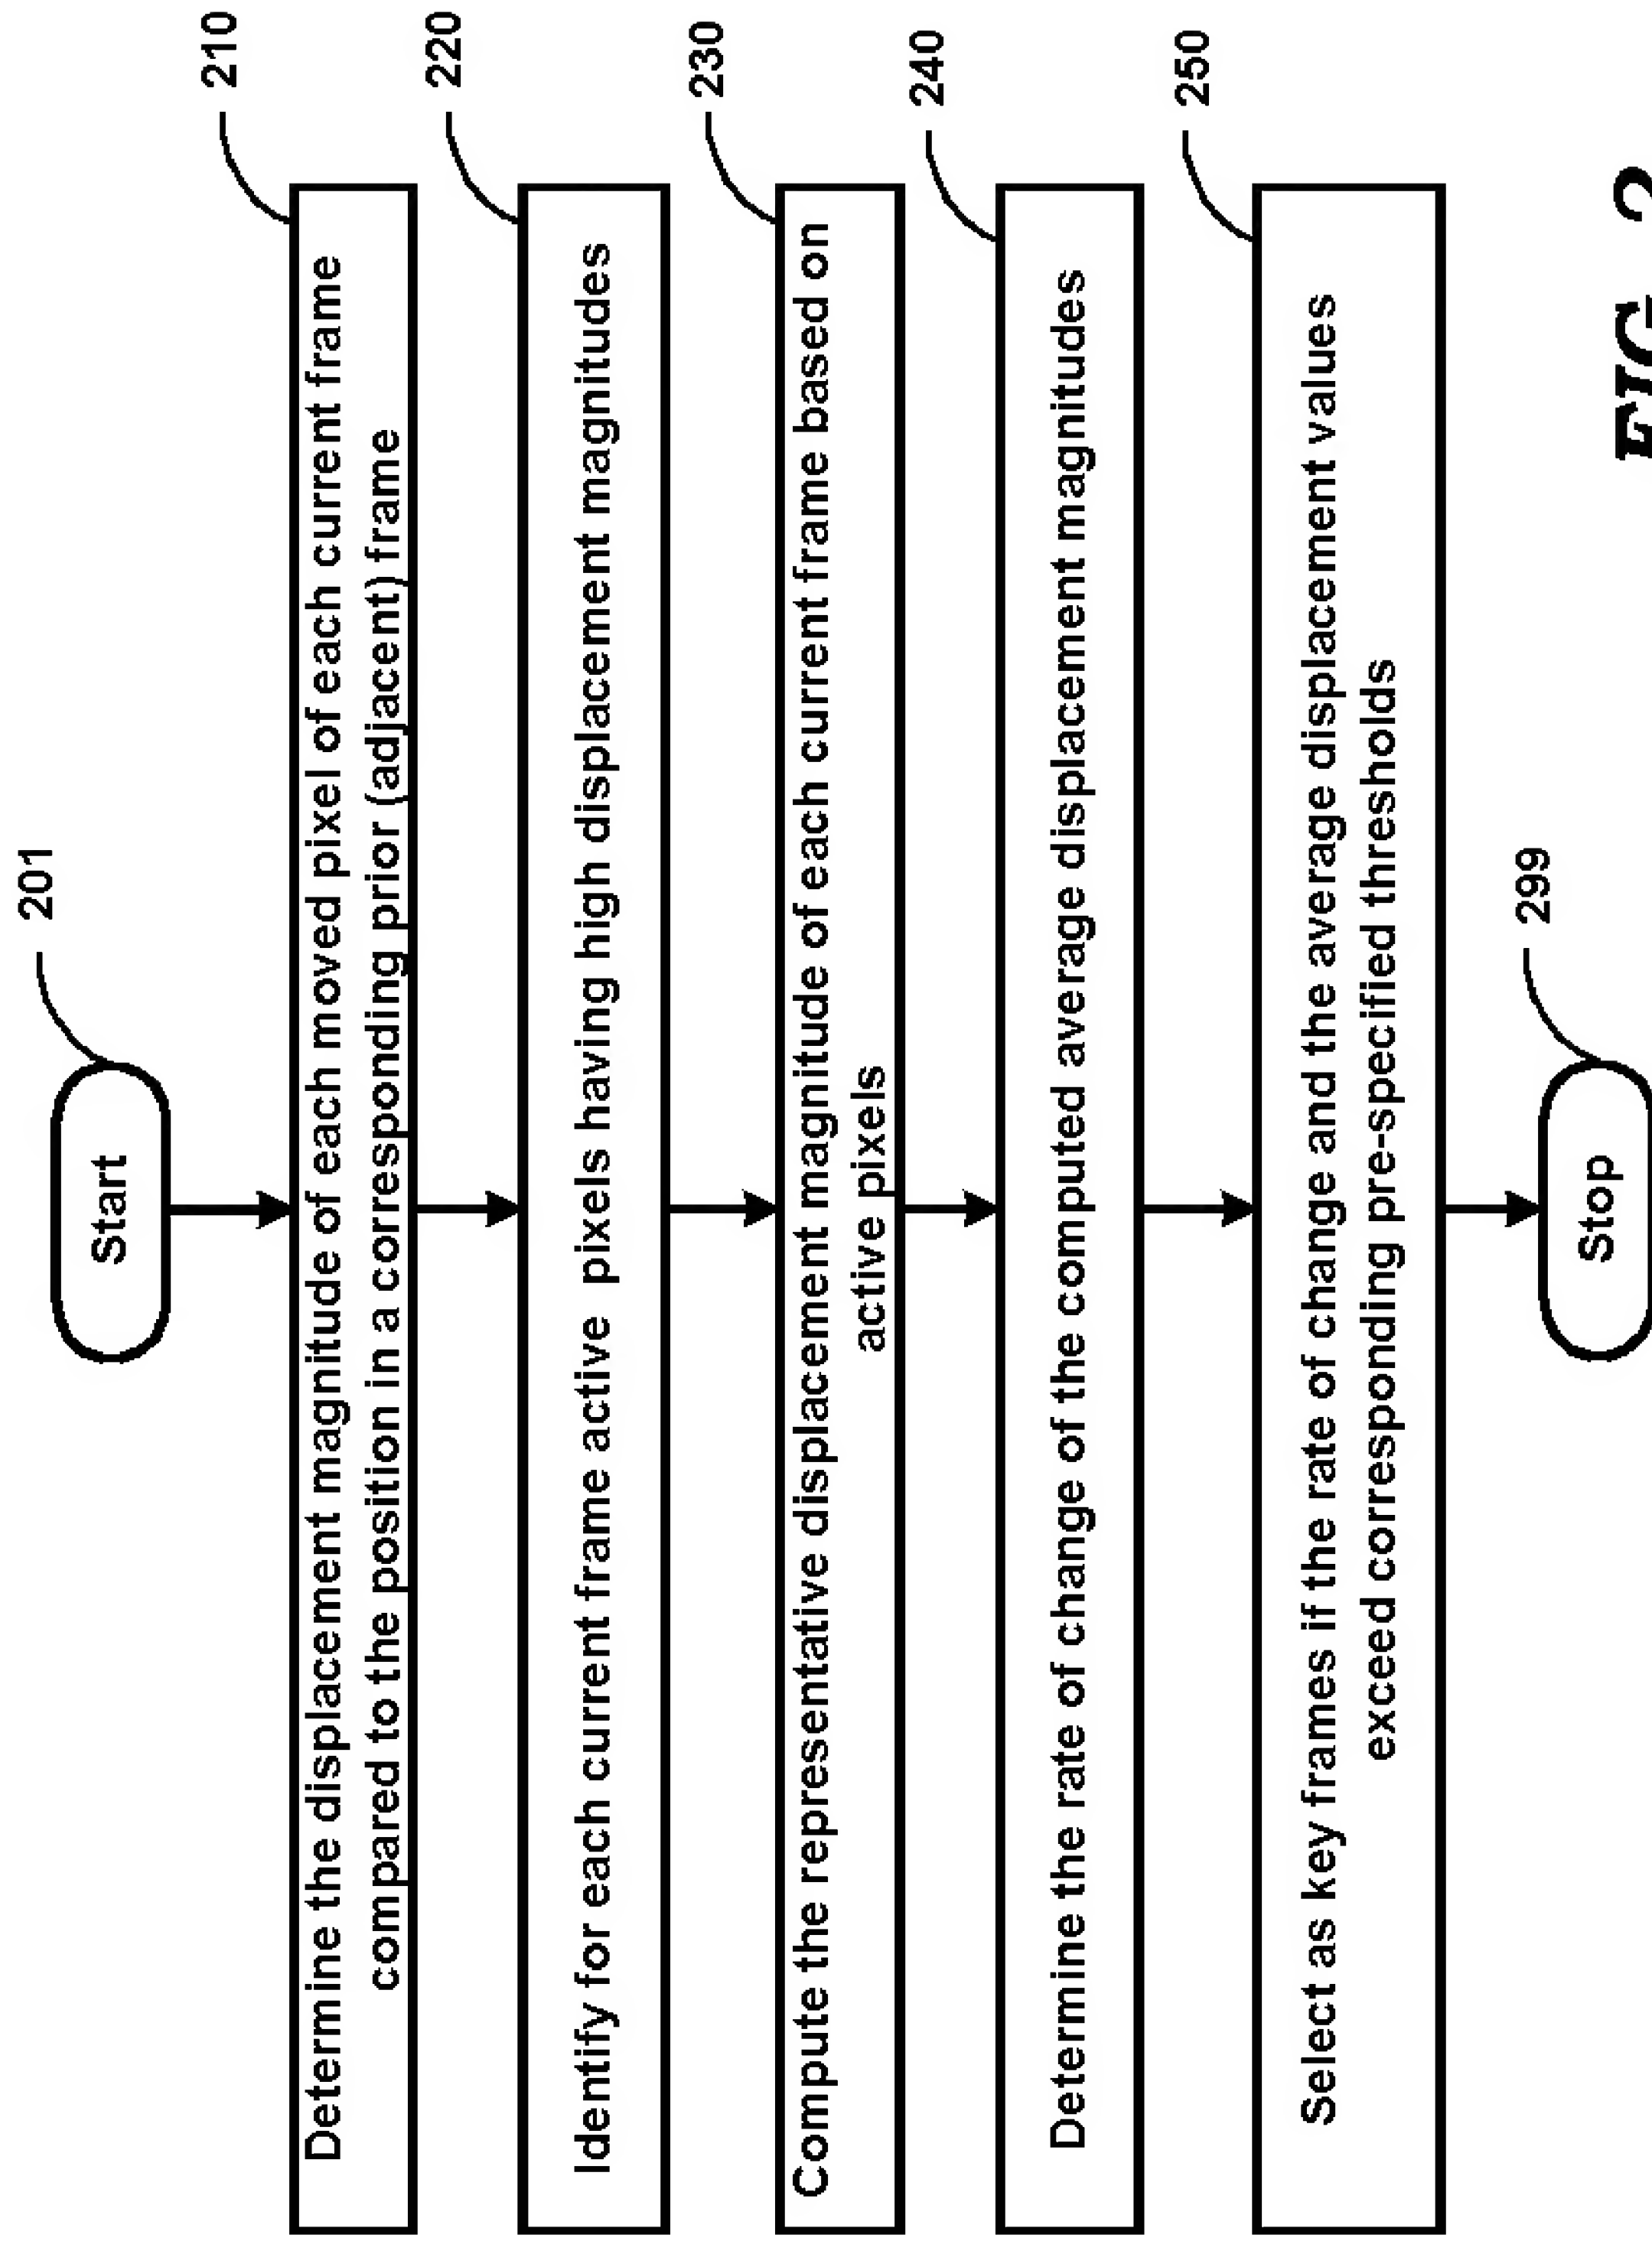 201
Start
210
Determine the displacement magnitude of each moved pixel of each current frame
compared to the position in a corresponding prior (adjacent) frame
220
Identify for each current frame active pixels having high displacement magnitudes
230
Compute the representative displacement magnitude of each current frame based on
active pixels
240
Determine the rate of change of the computed average displacement magnitudes
250
Select as key frames if the rate of change and the average displacement values
exceed corresponding pre-specified thresholds
299
Stop
FIG. 2